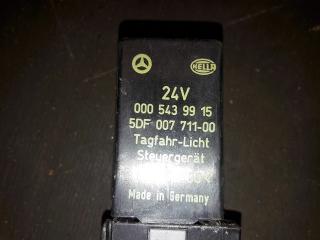 HELLA
24V
000 543 99 15
5DF 007 711-00
Tagfahr-Licht
Steuergerät
Made in Germany